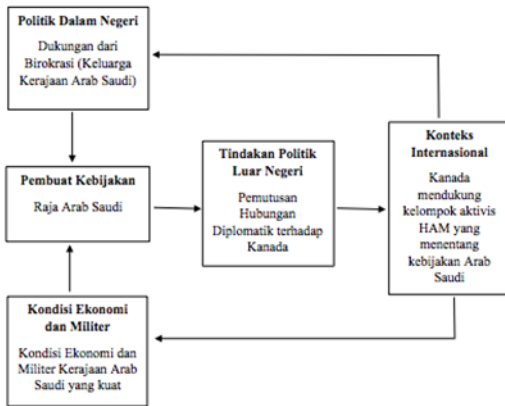 Politik Dalam Negeri
Dukungan dari
Birokrasi (Keluarga
Kerajaan Arab Saudi)
Pembuat Kebijakan
Raja Arab Saudi
Kondisi Ekonomi
dan Militer
Kondisi Ekonomi dan
Militer Kerajaan Arab
Saudi yang kuat
Tindakan Politik
Luar Negeri
Pemutusan
Hubungan
Diplomatik terhadap
Kanada
Konteks
Internasional
Kanada
mendukung
kelompok aktivis
HAM yang
menentang
kebijakan Arab
Saudi